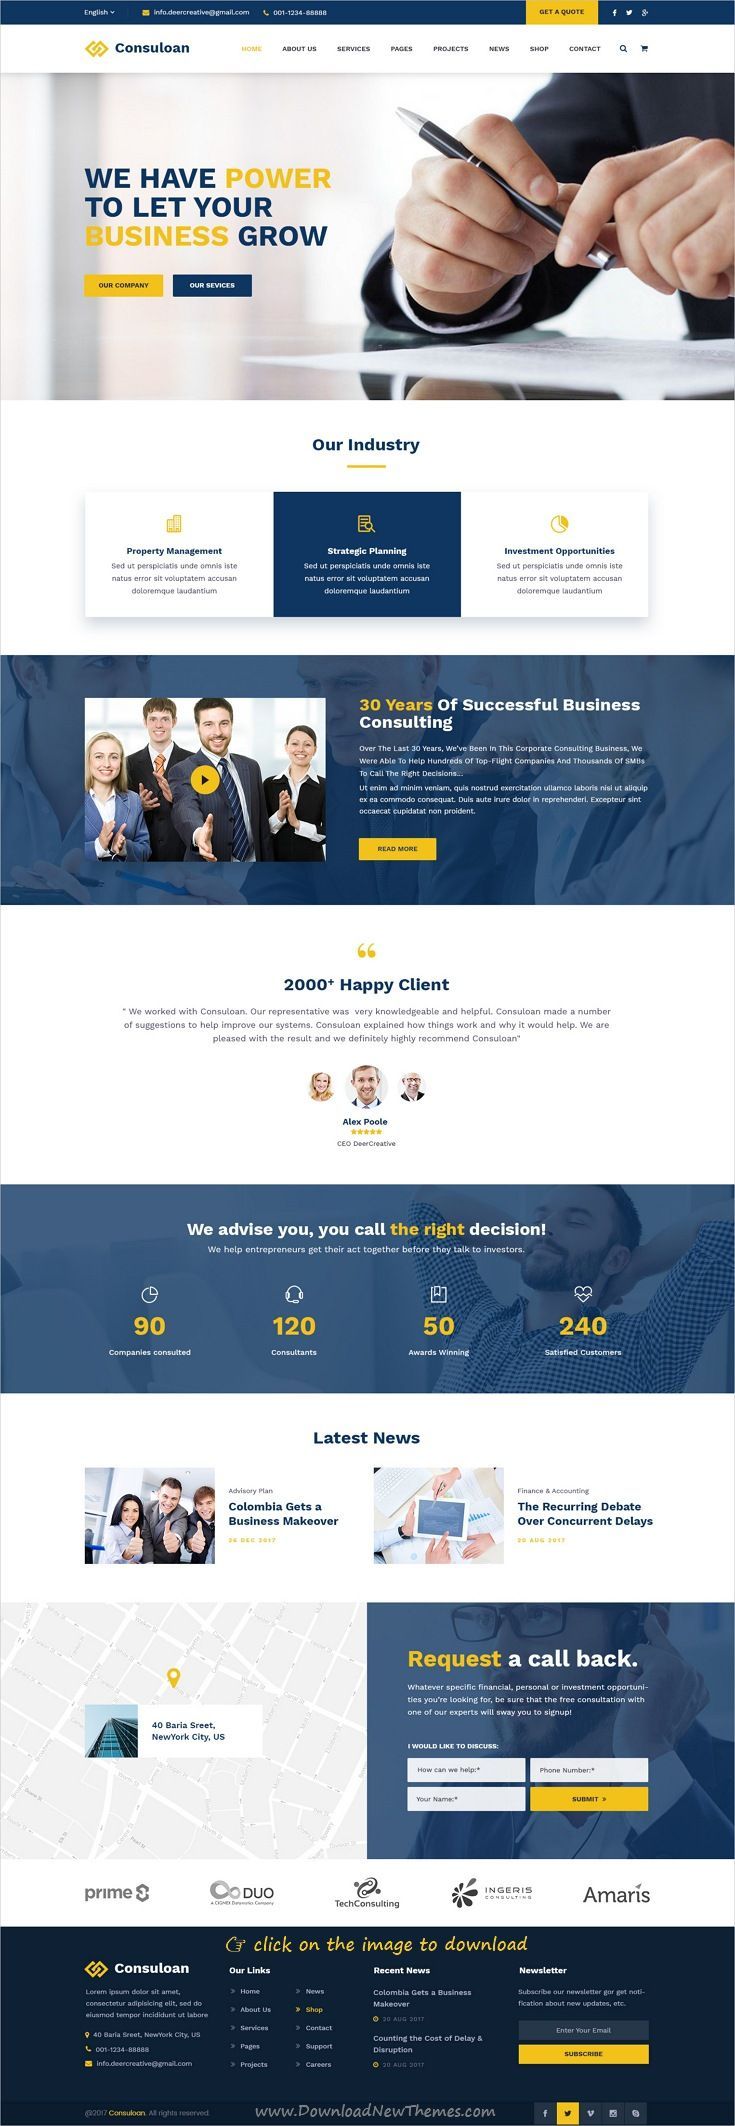 English
info.deercreative@gmail.com
001-1234-88888
GET A QUOTE
Consuloan
HOME
ABOUT US
SERVICES
PAGES
PROJECTS
NEWS
SHOP
CONTACT
WE HAVE POWER
TO LET YOUR
BUSINESS GROW
OUR COMPANY
OUR SEVICES
Our Industry
Property Management
Sed ut perspiciatis unde omnis iste
natus error sit voluptatem accusan
doloremque laudantium
Strategic Planning
Sed ut perspiciatis unde omnis iste
natus error sit voluptatem accusan
doloremque laudantium
Investment Opportunities
Sed ut perspiciatis unde omnis iste
natus error sit voluptatem accusan
doloremque laudantium
30 Years Of Successful Business
Consulting
Over The Last 30 Years, We've Been In This Corporate Consulting Business, We
Were Able To Help Hundreds Of Top-Flight Companies And Thousands Of SMBs
To Call The Right Decisions...
Ut enim ad minim veniam, quis nostrud exercitation ullamco laboris nisi ut aliquip
ex ea commodo consequat. Duis aute irure dolor in reprehenderi. Excepteur sint
occaecat cupidatat non proident.
READ MORE
2000+ Happy Client
" We worked with Consuloan. Our representative was very knowledgeable and helpful. Consuloan made a number
of suggestions to help improve our systems. Consuloan explained how things work and why it would help. We are
pleased with the result and we definitely highly recommend Consuloan"
Alex Poole
CEO DeerCreative
We advise you, you call the right decision!
We help entrepreneurs get their act together before they talk to investors.
90
Companies consulted
120
Consultants
50
Awards Winning
240
Satisfied Customers
Latest News
Advisory Plan
Colombia Gets a
Business Makeover
26 DEC 2017
Finance & Accounting
The Recurring Debate
Over Concurrent Delays
20 AUG 2017
40 Baria Sreet,
NewYork City, US
Request a call back.
Whatever specific financial, personal or investment opportuni-
ties you're looking for, be sure that the free consultation with
one of our experts will sway you to signup!
I WOULD LIKE TO DISCUSS:
How can we help:*
Phone Number:*
Your Name:*
SUBMIT »
prime
DUO
A DIGNEX Datamatics Company
TechConsulting
INGERIS
CONSULTING
Amaris
click on the image to download
Consuloan
Lorem ipsum dolor sit amet,
consectetur adipisicing elit, sed do
eiusmod tempor incididunt ut labore
40 Baria Sreet, NewYork City, US
001-1234-88888
info.deercreative@gmail.com
Our Links
» Home
» About Us
» Services
» Pages
» Projects
» News
» Shop
» Contact
» Support
» Careers
Recent News
Colombia Gets a Business
Makeover
20 AUG 2017
Counting the Cost of Delay &
Disruption
20 AUG 2017
Newsletter
Subscribe our newsletter gor get noti-
fication about new updates, etc.
Enter Your Email
SUBSCRIBE
@2017 Consuloan. All rights reserved.
www.DownloadNewThemes.com